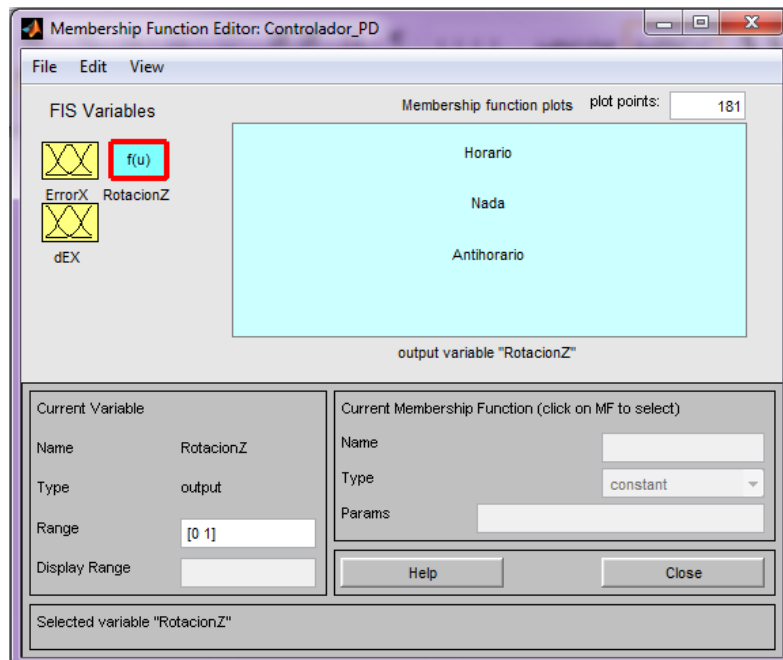 Membership Function Editor: Controlador_PD
File Edit View
FIS Variables
Membership function plots plot points: 181
f(u)
ErrorX RotacionZ
dEX
Horario
Nada
Antihorario
output variable "RotacionZ"
Current Variable
Name RotacionZ
Type output
Range [0 1]
Display Range
Current Membership Function (click on MF to select)
Name
Type constant
Params
Help Close
Selected variable "RotacionZ"